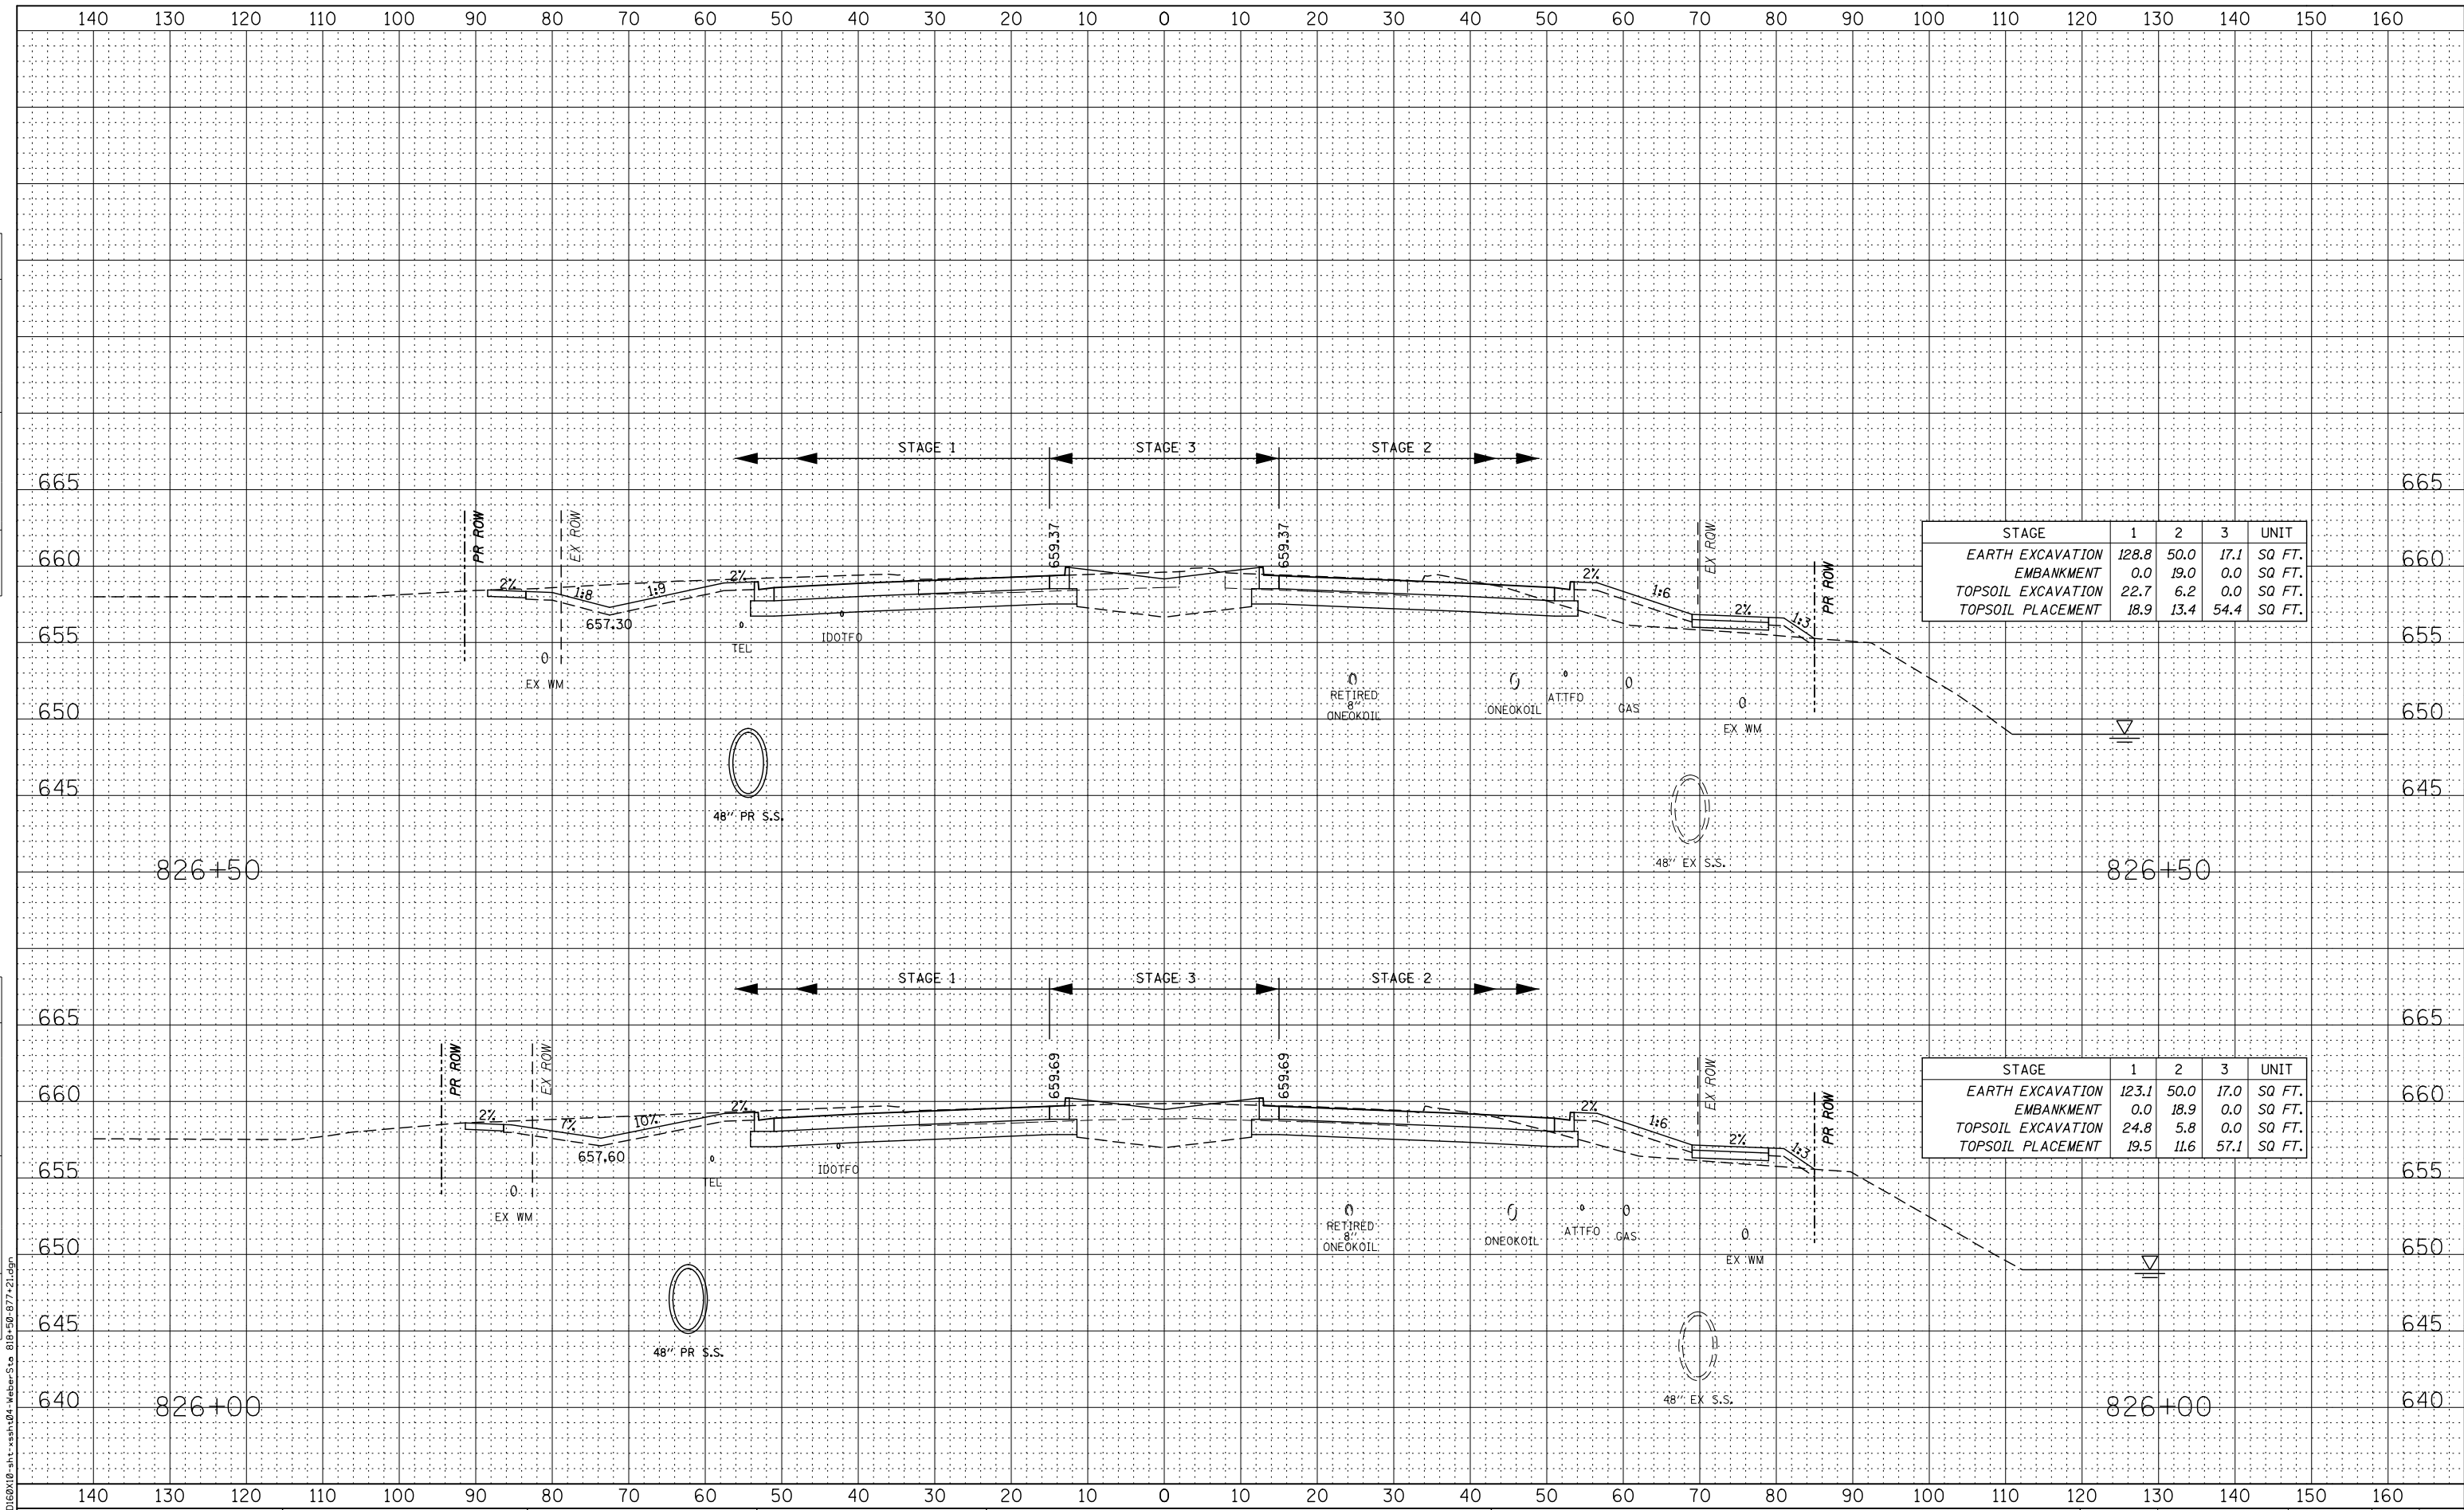 140 130 120 110 100 90 80 70 60 50 40 30 20 10 0 10 20 30 40 50 60 70 80 90 100 110 120 130 140 150 160
STAGE 1 STAGE 3 STAGE 2
665 665
PR ROW EX ROW 659.37 659.37 EX ROW PR ROW
660 660
2% 1:8 1:9 2% 2% 1:6 2% 1:3
657.30
655 655
EX WM TEL IDOTFO
RETIRED
8"
ONEOKOIL
ONEOKOIL ATTFO GAS EX WM
STAGE 1 2 3 UNIT
EARTH EXCAVATION 128.8 50.0 17.1 SQ FT.
EMBANKMENT 0.0 19.0 0.0 SQ FT.
TOPSOIL EXCAVATION 22.7 6.2 0.0 SQ FT.
TOPSOIL PLACEMENT 18.9 13.4 54.4 SQ FT.
650 650
645 645
48" PR S.S.
48" EX S.S.
826+50 826+50
STAGE 1 STAGE 3 STAGE 2
665 665
PR ROW EX ROW 659.69 659.69 EX ROW PR ROW
660 660
2% 7% 10% 2% 2% 1:6 2% 1:3
657.60
655 655
EX WM TEL IDOTFO
RETIRED
8"
ONEOKOIL
ONEOKOIL ATTFO GAS EX WM
STAGE 1 2 3 UNIT
EARTH EXCAVATION 123.1 50.0 17.0 SQ FT.
EMBANKMENT 0.0 18.9 0.0 SQ FT.
TOPSOIL EXCAVATION 24.8 5.8 0.0 SQ FT.
TOPSOIL PLACEMENT 19.5 11.6 57.1 SQ FT.
650 650
645 645
48" PR S.S.
48" EX S.S.
640 640
826+00 826+00
D160X10-sht-xssht04-Weber Sta 818+50-877+21.dgn
140 130 120 110 100 90 80 70 60 50 40 30 20 10 0 10 20 30 40 50 60 70 80 90 100 110 120 130 140 150 160